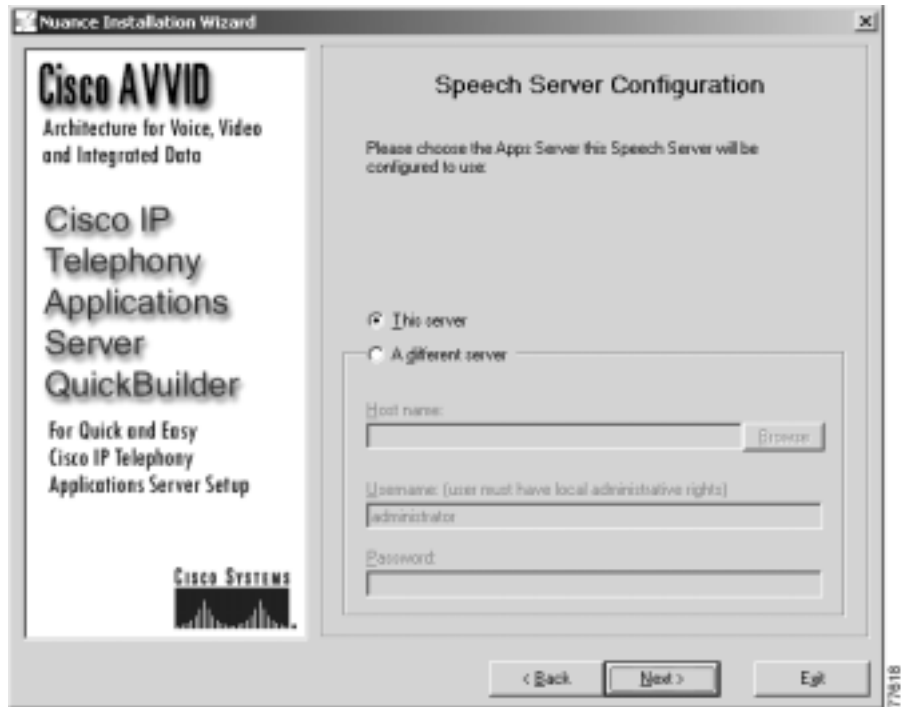 Nuance Installation Wizard
Cisco AVVID
Architecture for Voice, Video
and Integrated Data
Cisco IP
Telephony
Applications
Server
QuickBuilder
For Quick and Easy
Cisco IP Telephony
Applications Server Setup
CISCO SYSTEMS
Speech Server Configuration
Please choose the Apps Server this Speech Server will be
configured to use:
This server
A different server
Host name:
Browse
Username: (user must have local administrative rights)
administrator
Password:
< Back
Next >
Exit
77618